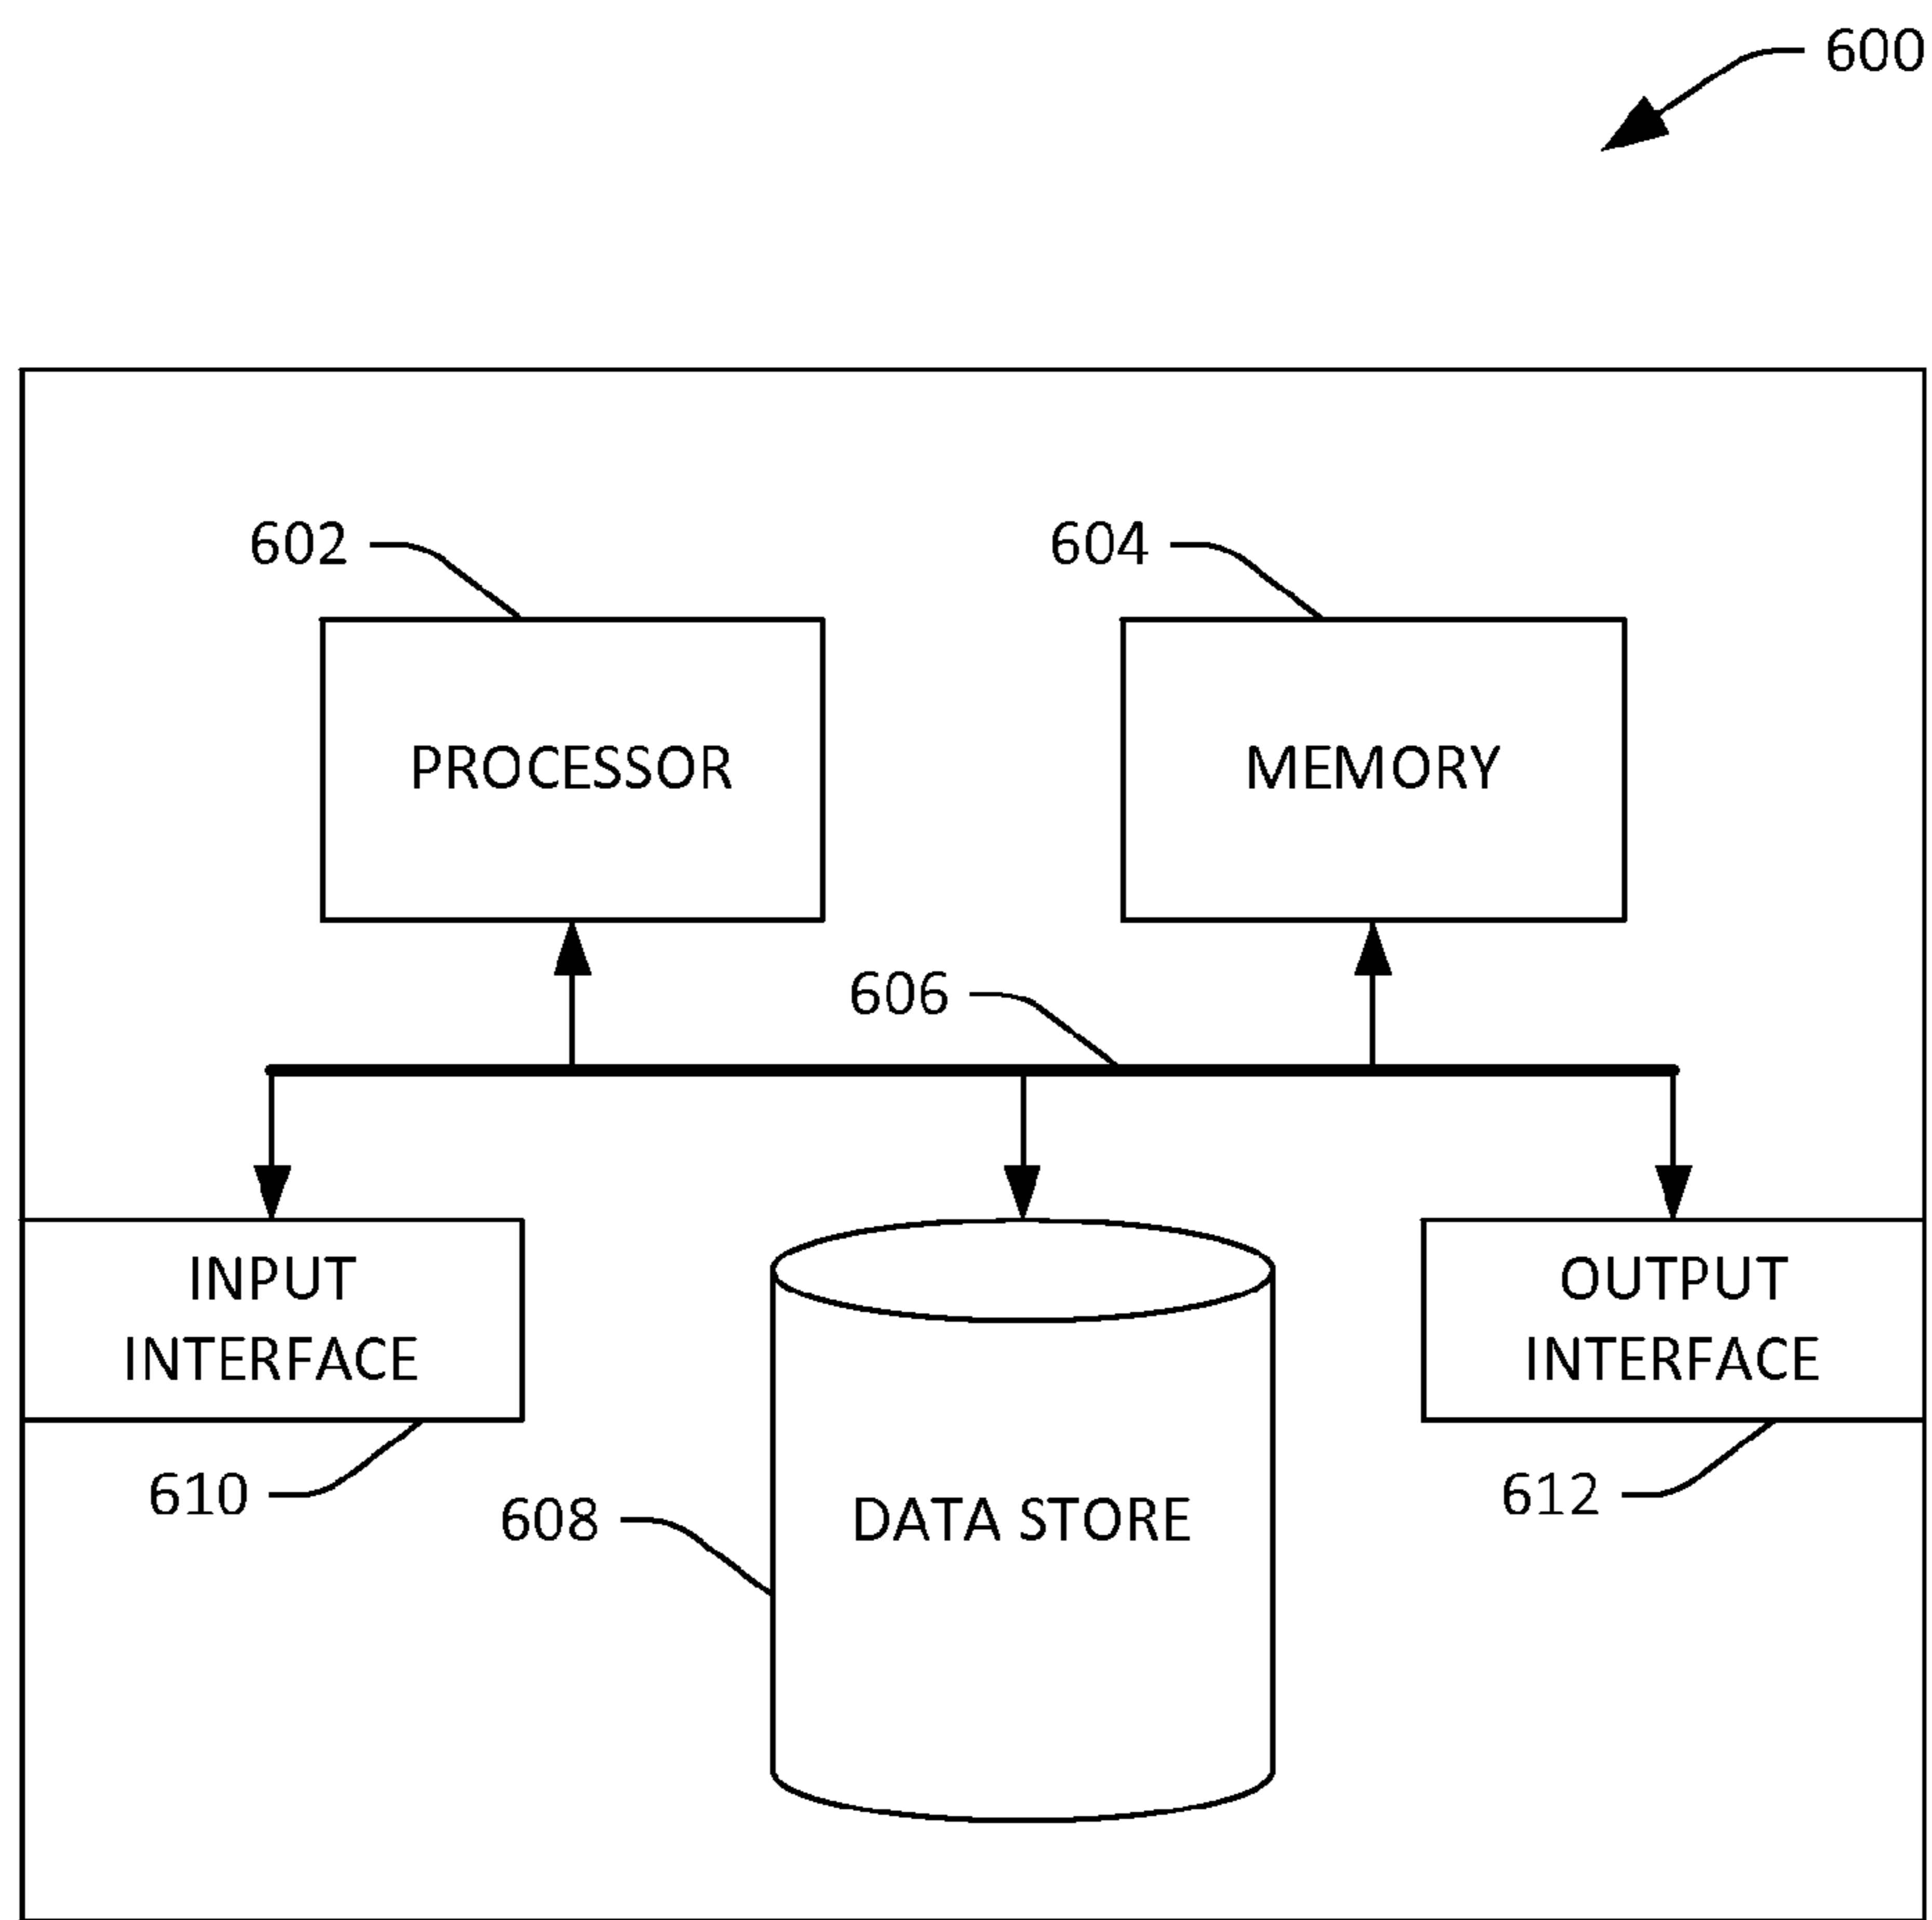 600
602
604
PROCESSOR
MEMORY
606
INPUT
INTERFACE
OUTPUT
INTERFACE
610
608
DATA STORE
612